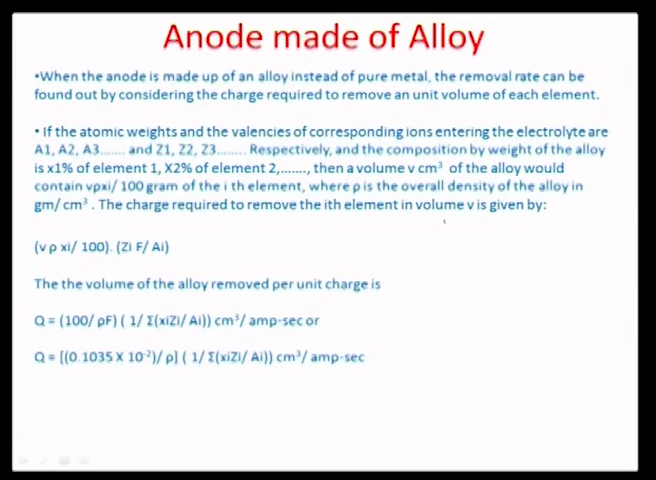 Anode made of Alloy
•When the anode is made up of an alloy instead of pure metal, the removal rate can be
found out by considering the charge required to remove an unit volume of each element.
• If the atomic weights and the valencies of corresponding ions entering the electrolyte are
A1, A2, A3....... and Z1, Z2, Z3........ Respectively, and the composition by weight of the alloy
is x1% of element 1, X2% of element 2,......., then a volume v cm³ of the alloy would
contain vρxi/ 100 gram of the i th element, where ρ is the overall density of the alloy in
gm/ cm³ . The charge required to remove the ith element in volume v is given by:
(v ρ xi/ 100). (Zi F/ Ai)
The the volume of the alloy removed per unit charge is
Q = (100/ ρF) ( 1/ Σ(xiZi/ Ai)) cm³/ amp-sec or
Q = [(0.1035 X 10⁻²)/ ρ] ( 1/ Σ(xiZi/ Ai)) cm³/ amp-sec